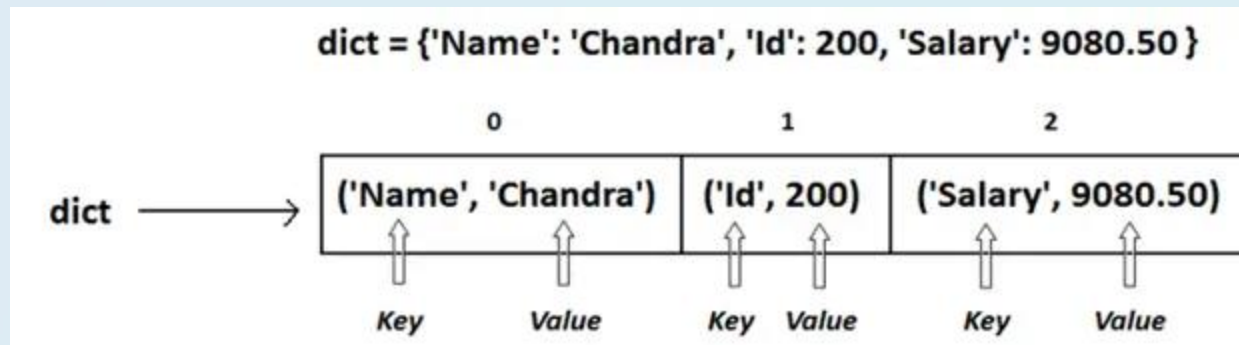 dict = {'Name': 'Chandra', 'Id': 200, 'Salary': 9080.50 }
0 1 2
dict ('Name', 'Chandra') ('Id', 200) ('Salary', 9080.50)
Key Value Key Value Key Value